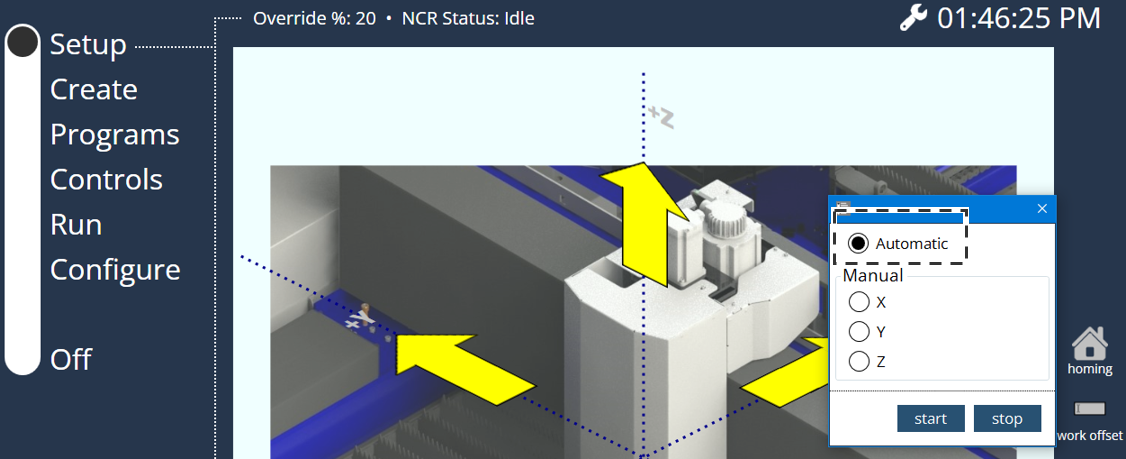 Override %: 20 • NCR Status: Idle
01:46:25 PM
Setup
Create
Programs
Controls
Run
Configure
Off
+Z
+Y
Automatic
Manual
X
Y
Z
start
stop
homing
work offset